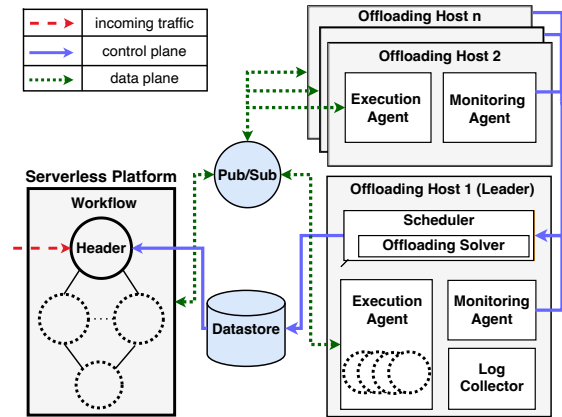 incoming traffic
control plane
data plane
Offloading Host n
Offloading Host 2
Execution
Agent
Monitoring
Agent
Pub/Sub
Serverless Platform
Workflow
Header
Datastore
Offloading Host 1 (Leader)
Scheduler
Offloading Solver
Execution
Agent
Monitoring
Agent
Log
Collector